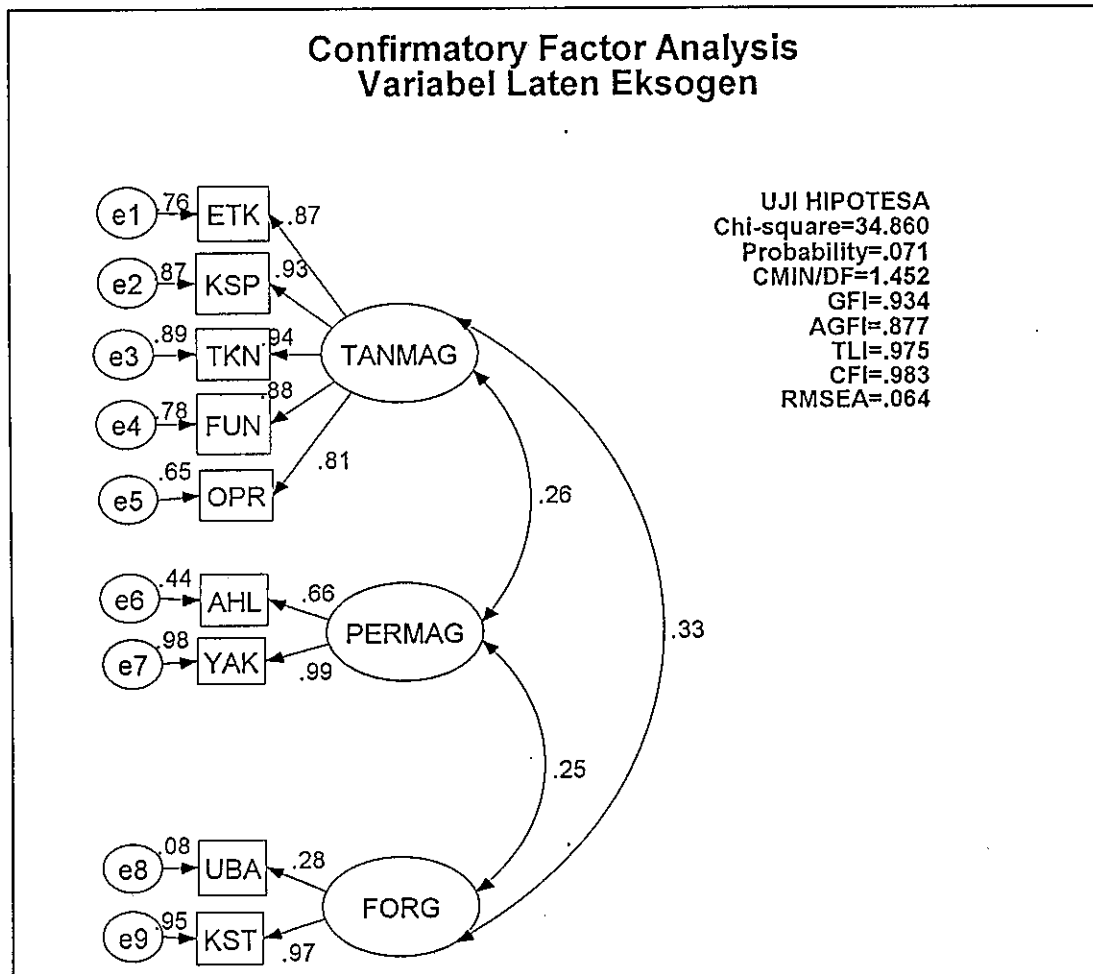 Confirmatory Factor Analysis
Variabel Laten Eksogen
UJI HIPOTESA
Chi-square=34.860
Probability=.071
CMIN/DF=1.452
GFI=.934
AGFI=.877
TLI=.975
CFI=.983
RMSEA=.064
e1 .76 ETK .87
e2 .87 KSP .93
e3 .89 TKN .94
TANMAG
e4 .78 FUN .88
e5 .65 OPR .81
.26
e6 .44 AHL .66
PERMAG
.33
e7 .98 YAK .99
.25
e8 .08 UBA .28
FORG
e9 .95 KST .97